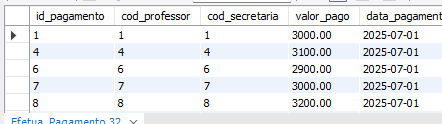 id_pagamento cod_professor cod_secretaria valor_pago data_pagament
1 1 1 3000.00 2025-07-01
4 4 4 3100.00 2025-07-01
6 6 6 2900.00 2025-07-01
7 7 7 3000.00 2025-07-01
8 8 8 3200.00 2025-07-01
Efetua_Pagamento 32